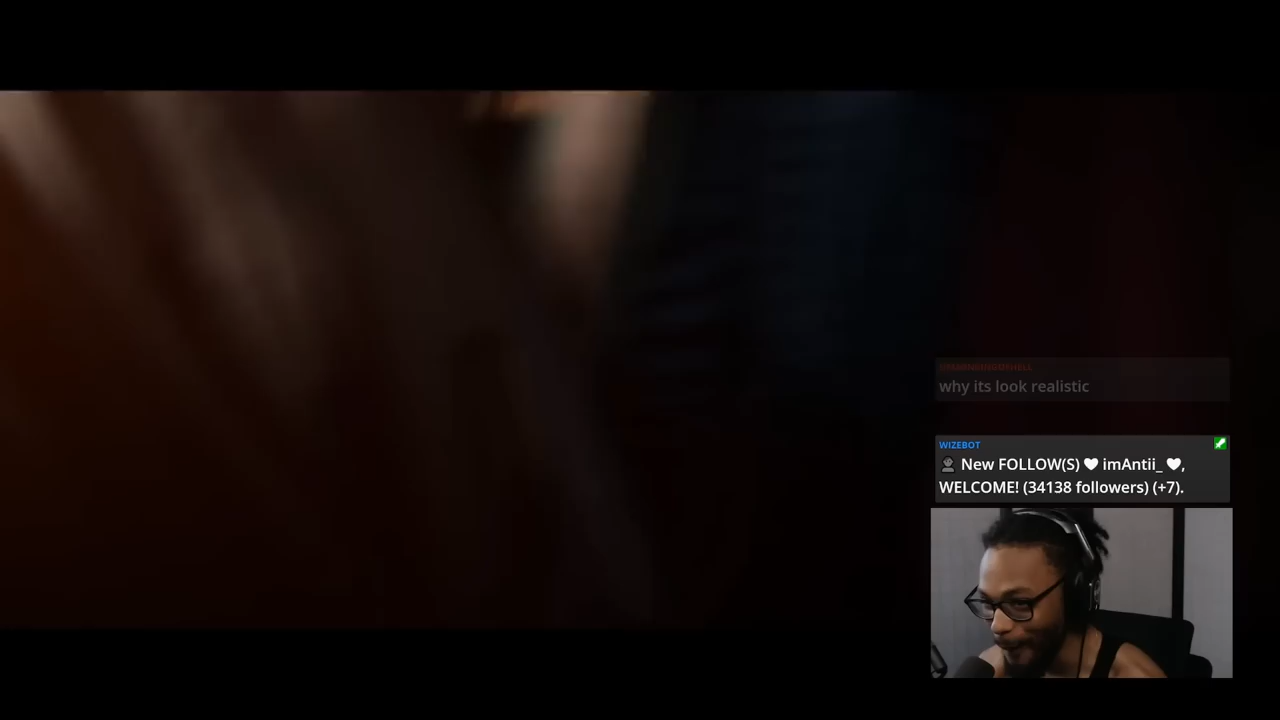 why its look realistic
WIZEBOT
New FOLLOW(S) 🤍 imAntii_ 🤍,
WELCOME! (34138 followers) (+7).